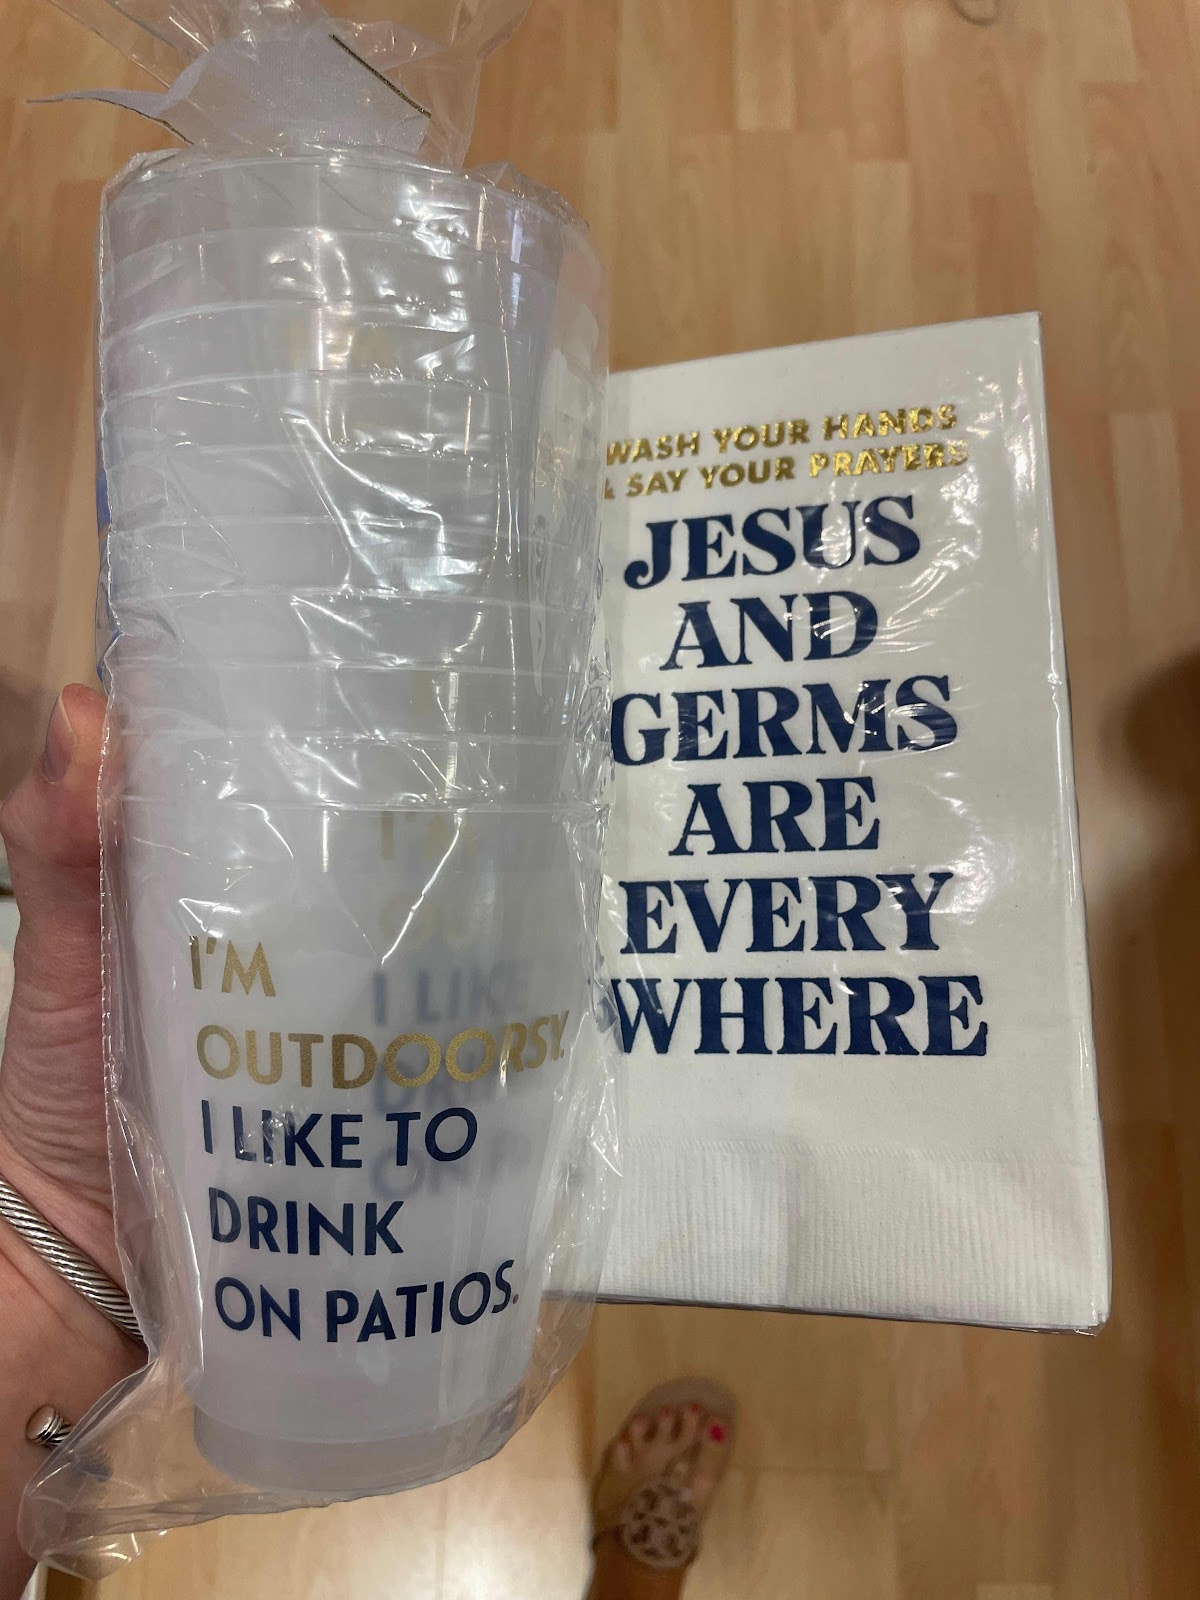 I'M
OUTDOORSY.
I LIKE TO
DRINK
ON PATIOS.
WASH YOUR HANDS
& SAY YOUR PRAYERS
JESUS
AND
GERMS
ARE
EVERY
WHERE